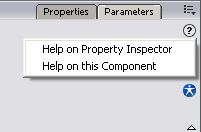 Properties Parameters
?
Help on Property Inspector
Help on this Component